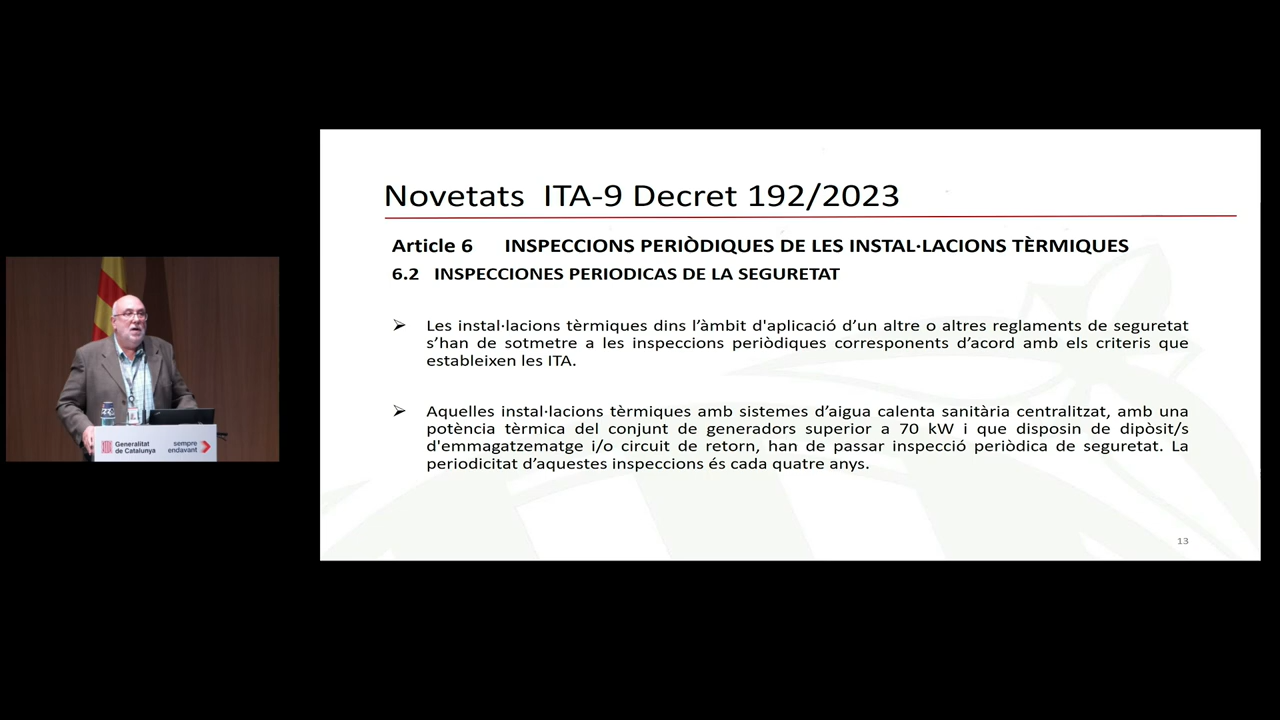 Novetats ITA-9 Decret 192/2023
Article 6 INSPECCIONS PERIÒDIQUES DE LES INSTAL·LACIONS TÈRMIQUES
6.2 INSPECCIONES PERIODICAS DE LA SEGURETAT
➢ Les instal·lacions tèrmiques dins l’àmbit d'aplicació d’un altre o altres reglaments de seguretat
s’han de sotmetre a les inspeccions periòdiques corresponents d’acord amb els criteris que
estableixen les ITA.
➢ Aquelles instal·lacions tèrmiques amb sistemes d’aigua calenta sanitària centralitzat, amb una
potència tèrmica del conjunt de generadors superior a 70 kW i que disposin de dipòsit/s
d'emmagatzematge i/o circuit de retorn, han de passar inspecció periòdica de seguretat. La
periodicitat d’aquestes inspeccions és cada quatre anys.
13
Generalitat
de Catalunya
sempre
endavant